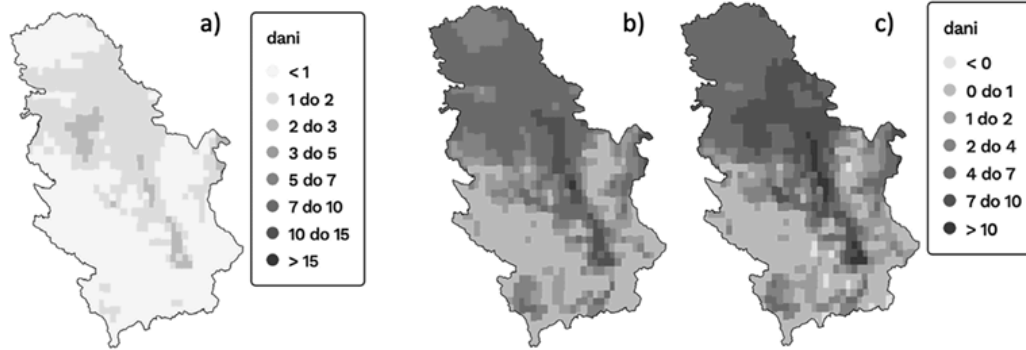 a)
dani
< 1
1 do 2
2 do 3
3 do 5
5 do 7
7 do 10
10 do 15
> 15
b)
c)
dani
< 0
0 do 1
1 do 2
2 do 4
4 do 7
7 do 10
> 10